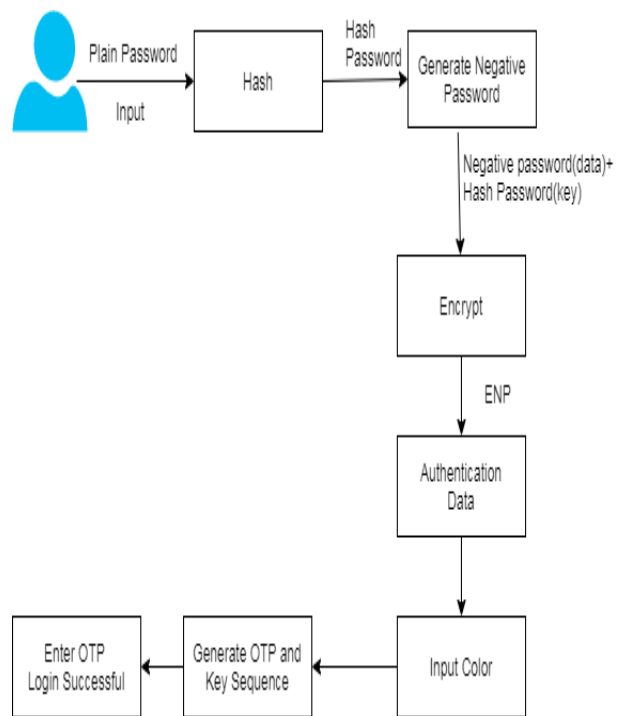 Plain Password
Input
Hash
Hash
Password
Generate Negative
Password
Negative password(data)+
Hash Password(key)
Encrypt
ENP
Authentication
Data
Input Color
Generate OTP and
Key Sequence
Enter OTP
Login Successful